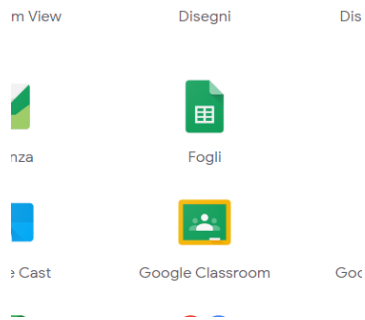 m View
Disegni
Dis
nza
Fogli
e Cast
Google Classroom
Goo